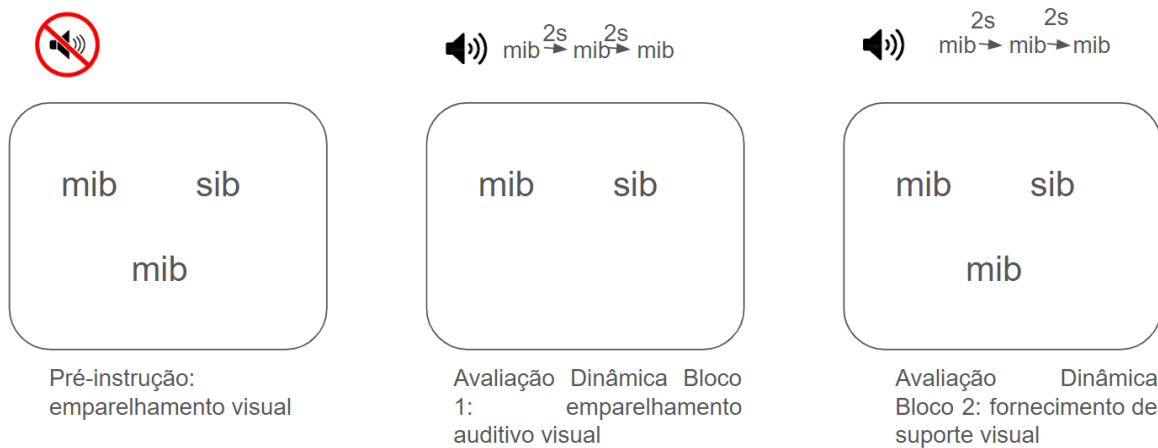 2s 2s
mib → mib → mib
2s 2s
mib → mib → mib
mib sib
mib
mib sib
mib sib
mib
Pré-instrução:
emparelhamento visual
Avaliação Dinâmica Bloco
1: emparelhamento
auditivo visual
Avaliação Dinâmica
Bloco 2: fornecimento de
suporte visual